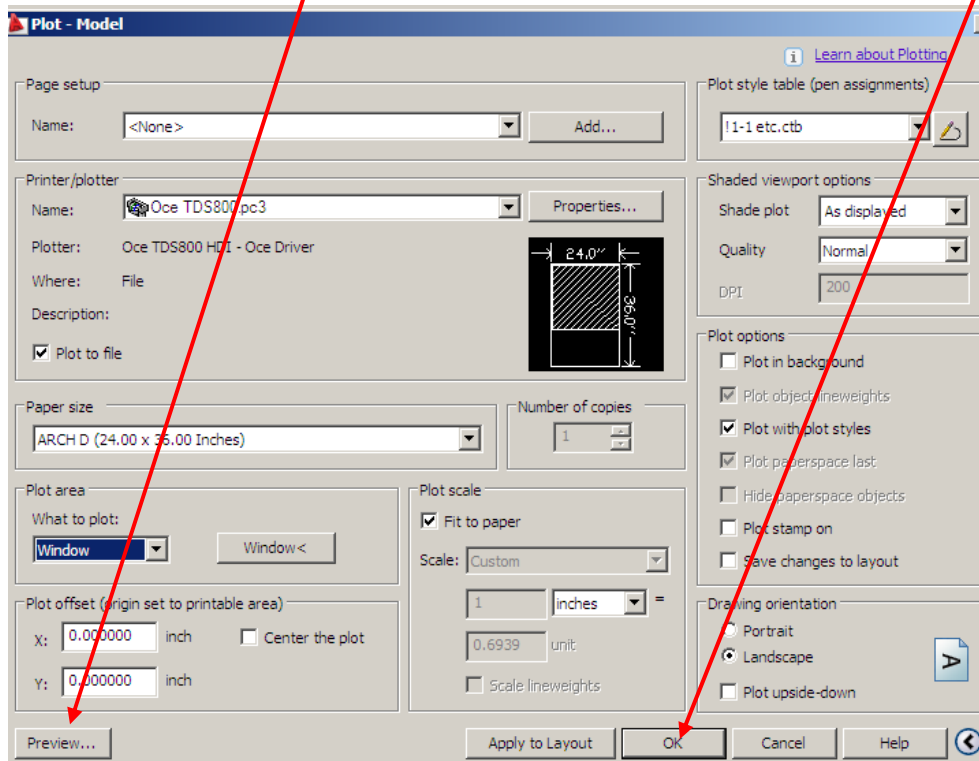 Plot - Model
Learn about Plotting
Page setup
Name: <None> Add...
Plot style table (pen assignments)
!1-1 etc.ctb
Printer/plotter
Name: Oce TDS800.pc3 Properties...
Plotter: Oce TDS800 HDI - Oce Driver
Where: File
Description:
Plot to file
24.0''
36.0''
Shaded viewport options
Shade plot As displayed
Quality Normal
DPI 200
Paper size
ARCH D (24.00 x 36.00 Inches)
Number of copies
1
Plot options
Plot in background
Plot object lineweights
Plot with plot styles
Plot paperspace last
Hide paperspace objects
Plot stamp on
Save changes to layout
Plot area
What to plot:
Window Window<
Plot scale
Fit to paper
Scale: Custom
1 inches =
0.6939 unit
Scale lineweights
Plot offset (origin set to printable area)
X: 0.000000 inch Center the plot
Y: 0.000000 inch
Drawing orientation
Portrait
Landscape
Plot upside-down
A
Preview... Apply to Layout OK Cancel Help